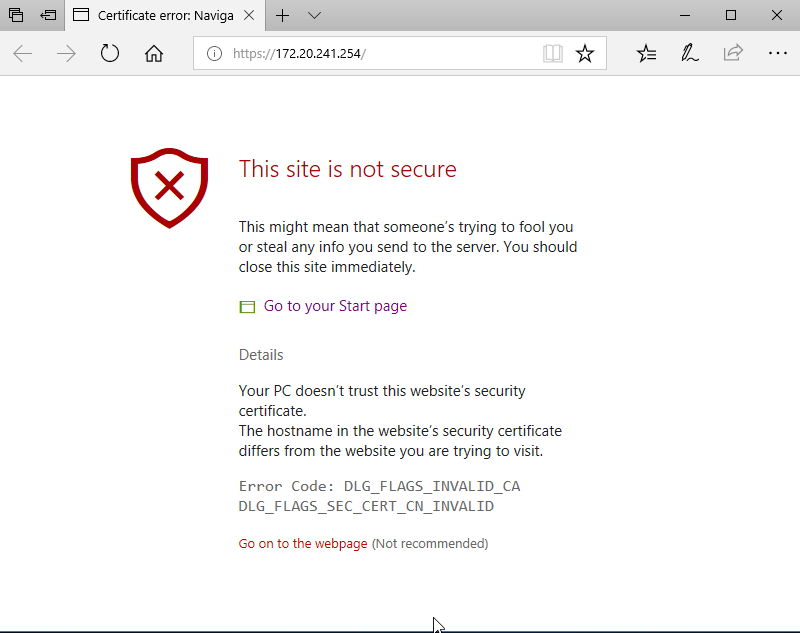 Certificate error: Naviga
https://172.20.241.254/
This site is not secure
This might mean that someone's trying to fool you
or steal any info you send to the server. You should
close this site immediately.
Go to your Start page
Details
Your PC doesn't trust this website's security
certificate.
The hostname in the website's security certificate
differs from the website you are trying to visit.
Error Code: DLG_FLAGS_INVALID_CA
DLG_FLAGS_SEC_CERT_CN_INVALID
Go on to the webpage (Not recommended)